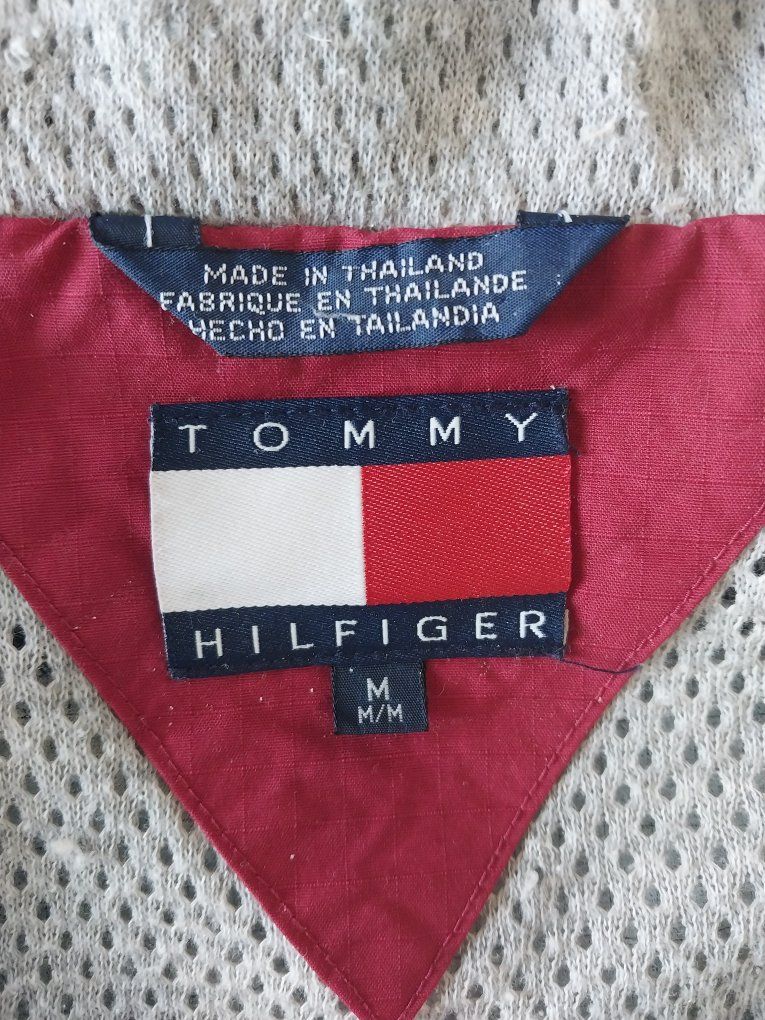 MADE IN THAILAND
FABRIQUE EN THAILANDE
HECHO EN TAILANDIA
TOMMY
HILFIGER
M
M/M